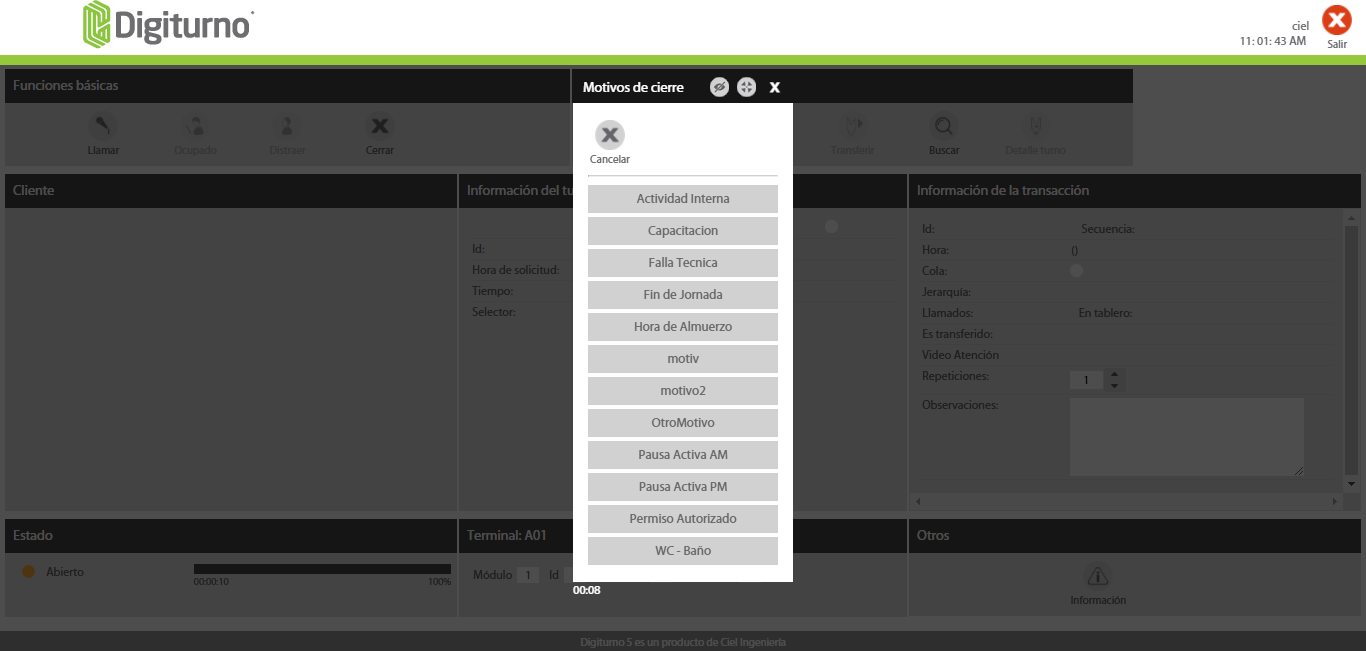 Digiturno
ciel
11: 01: 43 AM
Salir
Funciones básicas
Llamar
Ocupado
Distraer
Cerrar
Motivos de cierre
X
Cancelar
Actividad Interna
Capacitacion
Falla Tecnica
Fin de Jornada
Hora de Almuerzo
motiv
motivo2
OtroMotivo
Pausa Activa AM
Pausa Activa PM
Permiso Autorizado
WC - Baño
00:08
Transferir
Buscar
Detalle turno
Cliente
Información del tu
Id:
Hora de solicitud:
Tiempo:
Selector:
Información de la transacción
Id: Secuencia:
Hora: ()
Cola:
Jerarquía:
Llamados: En tablero:
Es transferido:
Video Atención
Repeticiones: 1
Observaciones:
Estado
Abierto
00:00:10 100%
Terminal: A01
Módulo 1 Id
Otros
Información
Digiturno 5 es un producto de Ciel Ingeniería